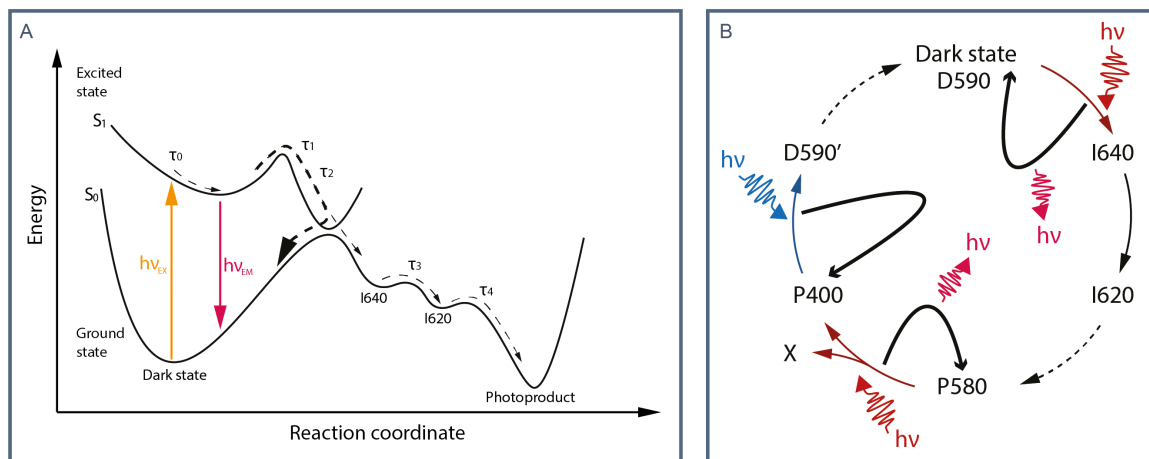 A
Excited
state
S1
τ0
τ1
τ2
S0
Energy
hνEX
hνEM
τ3
τ4
I640
I620
Ground
state
Dark state
Photoproduct
Reaction coordinate
B
hν
Dark state
D590
I640
D590′
hν
hν
hν
P400
I620
X
P580
hν